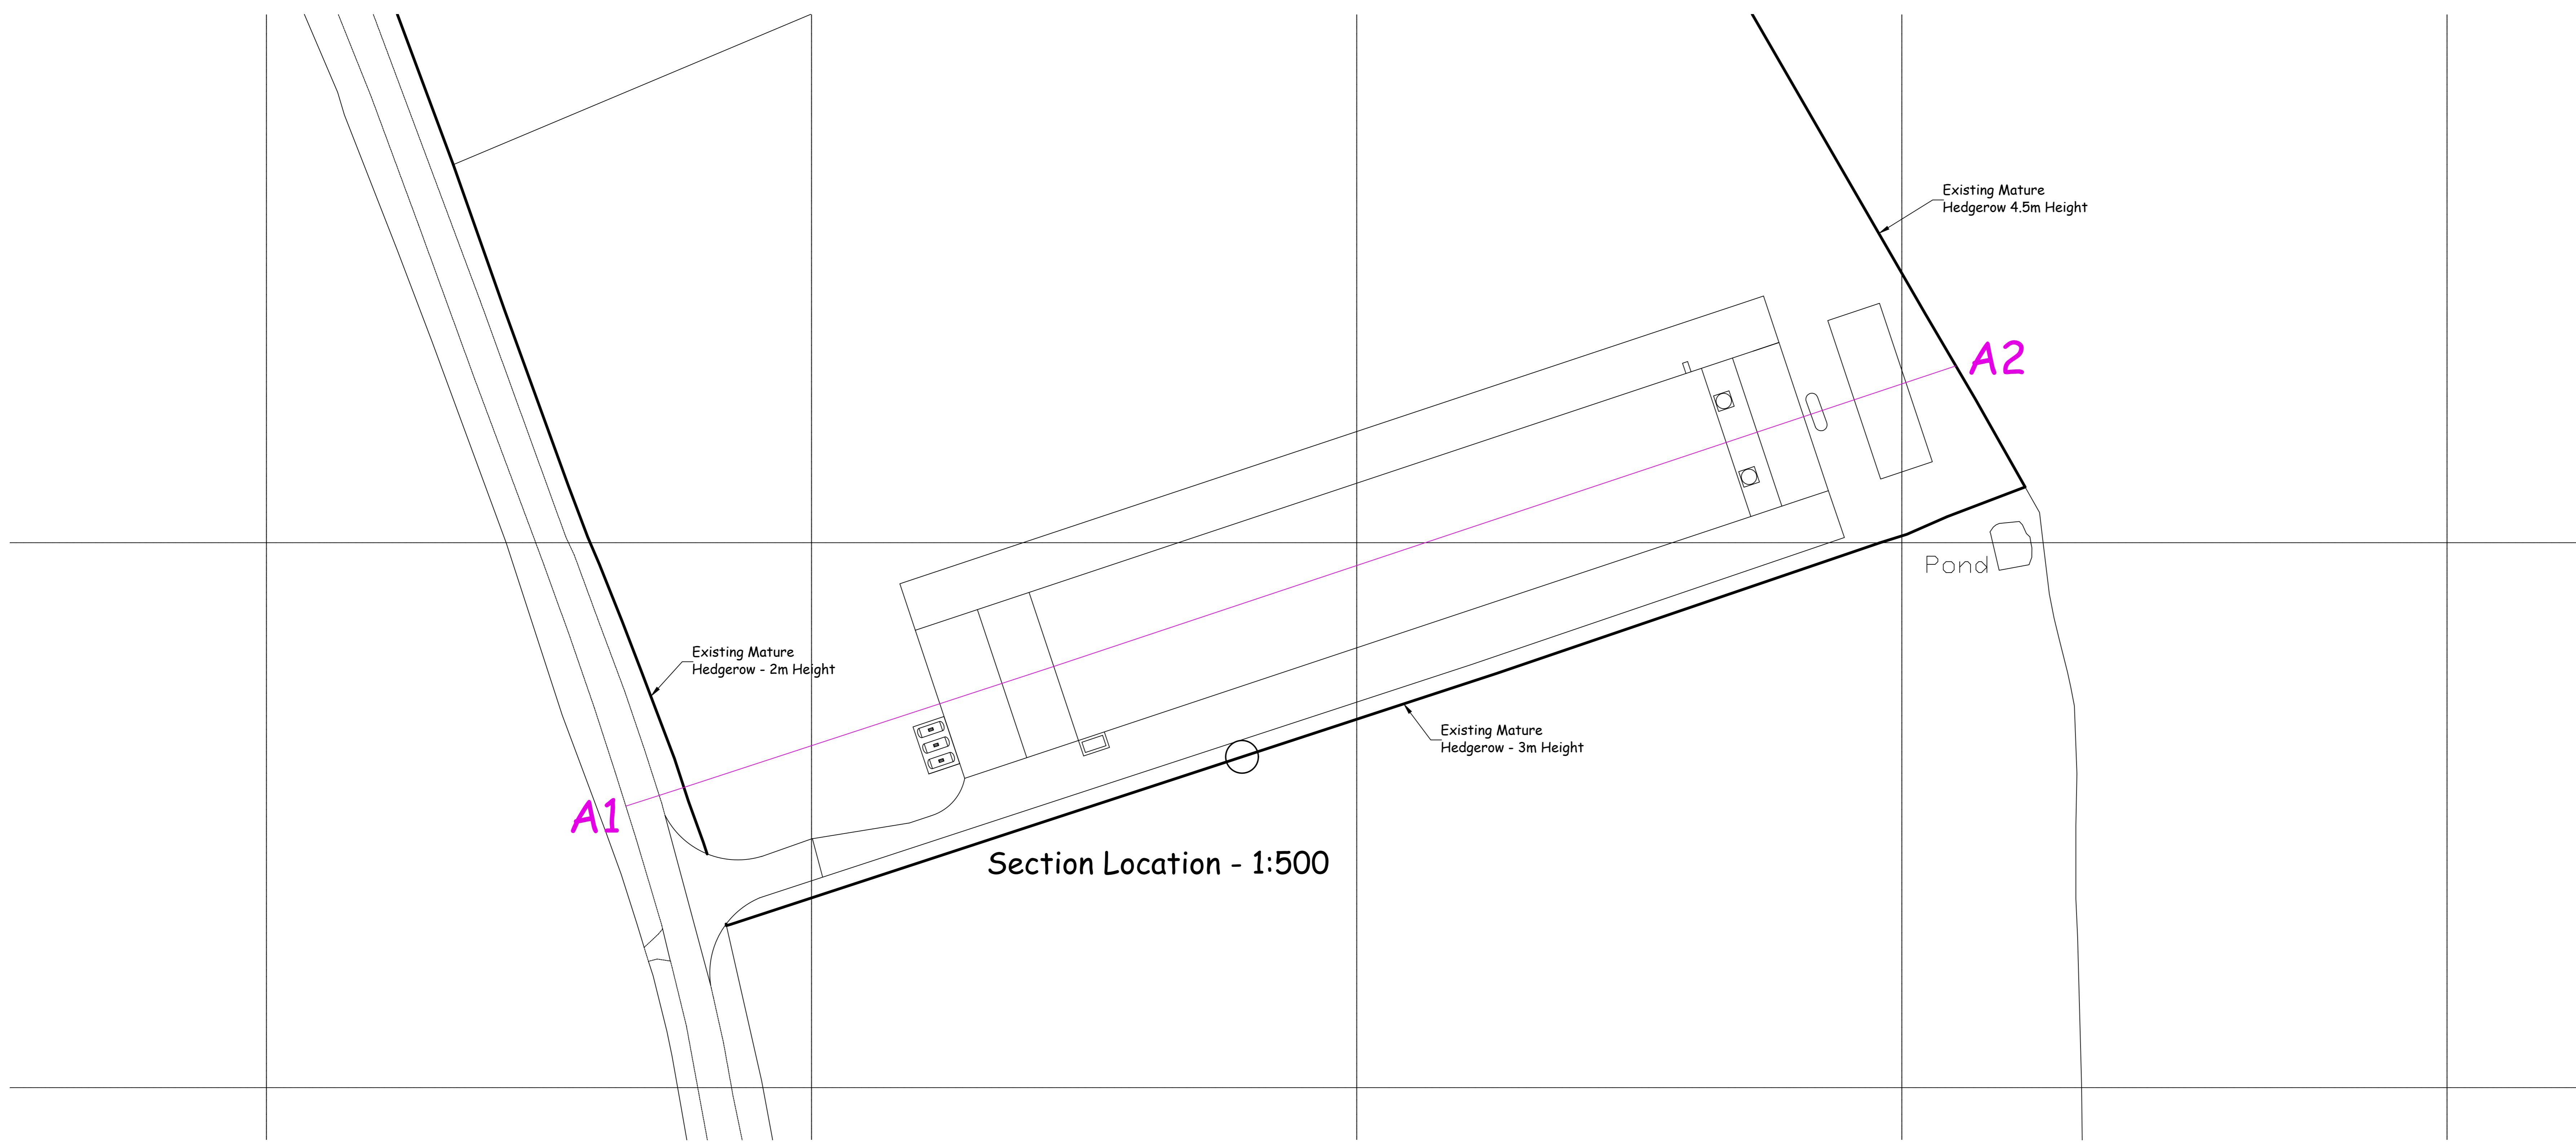 Existing Mature
Hedgerow 4.5m Height
A2
Pond
Existing Mature
Hedgerow - 2m Height
Existing Mature
Hedgerow - 3m Height
A1
Section Location - 1:500